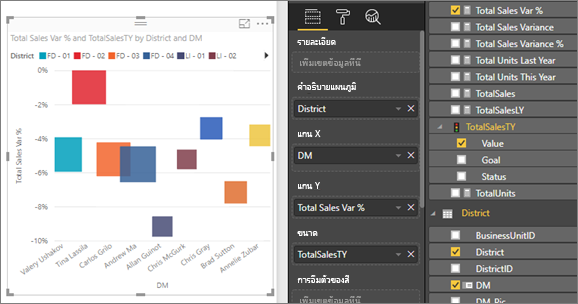 Total Sales Var % and TotalSalesTY by District and DM
District FD - 01 FD - 02 FD - 03 FD - 04 LI - 01 LI - 02
0%
-2%
-4%
-6%
-8%
-10%
Total Sales Var %
Valery Ushakov
Tina Lassila
Carlos Grilo
Andrew Ma
Allan Guinot
Chris McGurk
Chris Gray
Brad Sutton
Annelie Zubar
DM
รายละเอียด
เพิ่มเขตข้อมูลที่นี่
คำอธิบายแผนภูมิ
District
แกน X
DM
แกน Y
Total Sales Var %
ขนาด
TotalSalesTY
การอิ่มตัวของสี
เพิ่มเขตข้อมูลที่นี่
Total Sales Var %
Total Sales Variance
Total Sales Variance %
Total Units Last Year
Total Units This Year
TotalSales
TotalSalesLY
TotalSalesTY
Value
Goal
Status
TotalUnits
District
BusinessUnitID
District
DistrictID
DM
DM_Pic